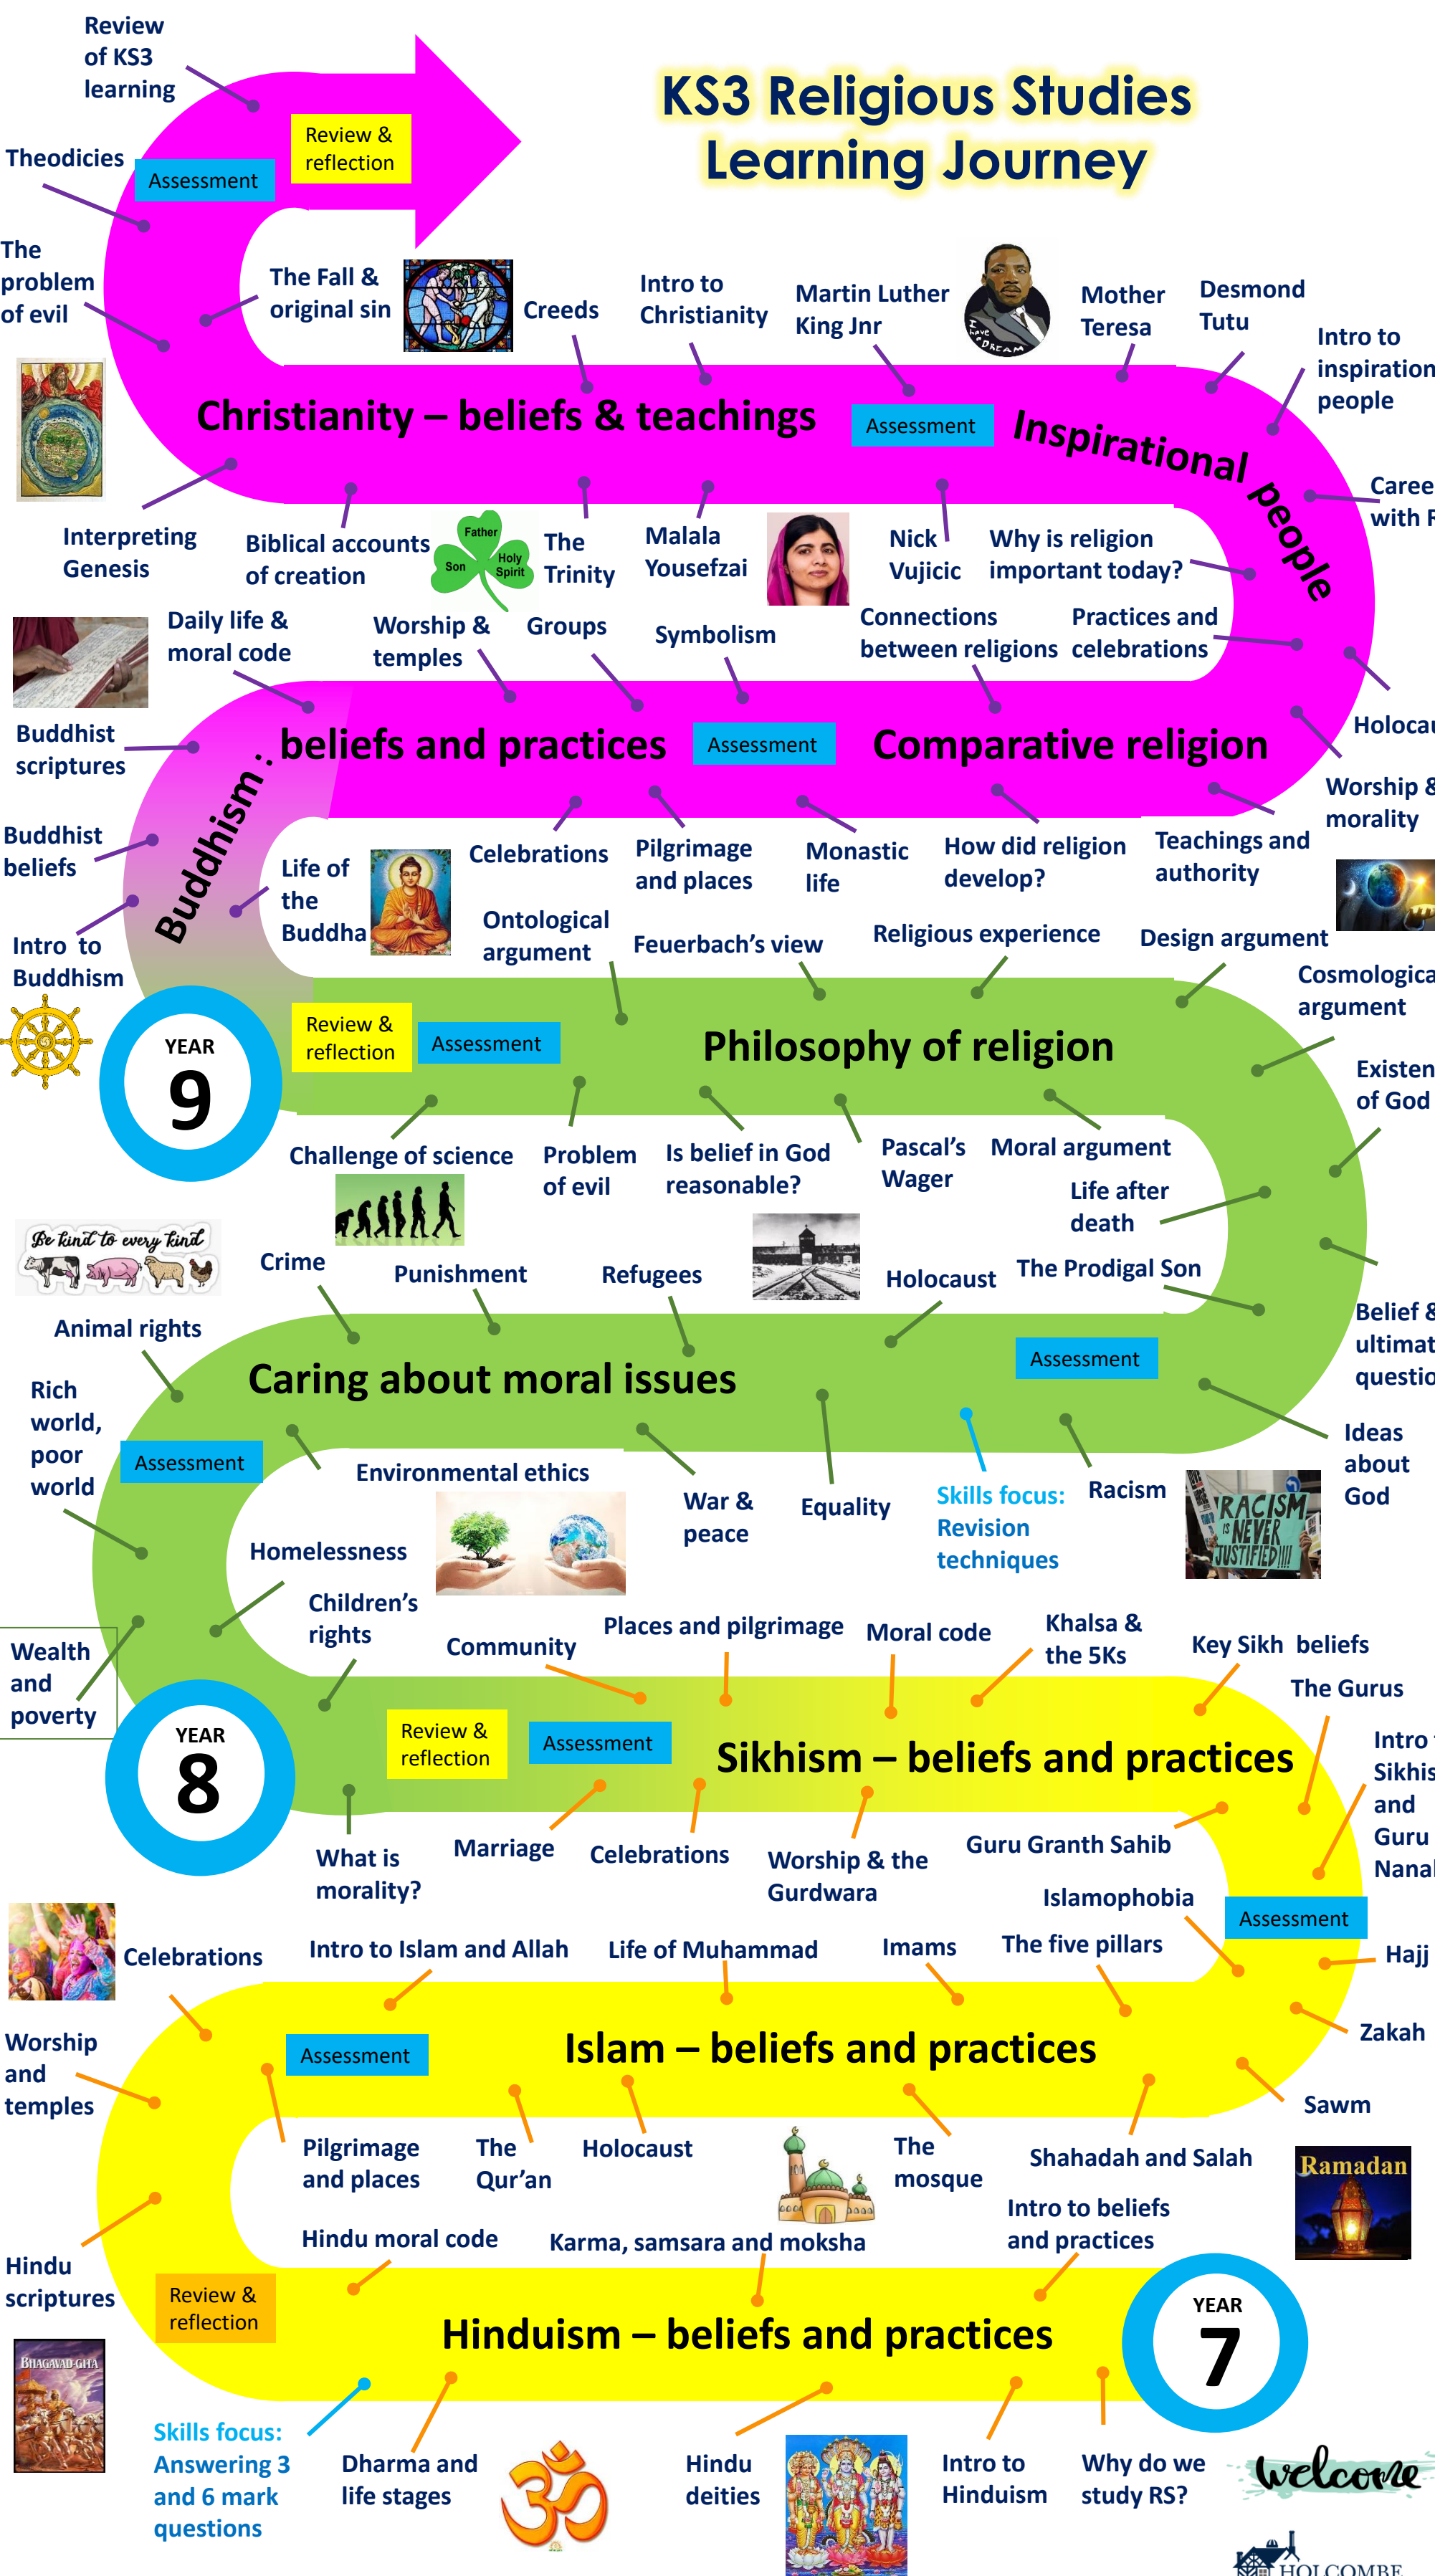 Review
of KS3
learning
KS3 Religious Studies
Learning Journey
Review &
reflection
Theodicies
Assessment
The
problem
of evil
The Fall &
original sin
Creeds
Intro to
Christianity
Martin Luther
King Jnr
I have
a DREAM
Mother
Teresa
Desmond
Tutu
Intro to
inspiration
people
Christianity – beliefs & teachings
Assessment
Inspirational people
Caree
with R
Interpreting
Genesis
Biblical accounts
of creation
Father
Son
Holy
Spirit
The
Trinity
Malala
Yousefzai
Nick
Vujicic
Why is religion
important today?
Daily life &
moral code
Worship &
temples
Groups
Symbolism
Connections
between religions
Practices and
celebrations
Holocau
Buddhist
scriptures
Buddhism :
beliefs and practices
Assessment
Comparative religion
Worship &
morality
Buddhist
beliefs
Life of
the
Buddha
Celebrations
Pilgrimage
and places
Monastic
life
How did religion
develop?
Teachings and
authority
Intro to
Buddhism
Ontological
argument
Feuerbach’s view
Religious experience
Design argument
Cosmologica
argument
YEAR
9
Review &
reflection
Assessment
Philosophy of religion
Existen
of God
Challenge of science
Problem
of evil
Is belief in God
reasonable?
Pascal’s
Wager
Moral argument
Life after
death
Be kind to every kind
Crime
Punishment
Refugees
Holocaust
The Prodigal Son
Belief &
ultimat
questio
Animal rights
Caring about moral issues
Assessment
Rich
world,
poor
world
Assessment
Environmental ethics
War &
peace
Equality
Skills focus:
Revision
techniques
Racism
RACISM
IS NEVER
JUSTIFIED!!!!
Ideas
about
God
Homelessness
Children’s
rights
Community
Places and pilgrimage
Moral code
Khalsa &
the 5Ks
Key Sikh beliefs
The Gurus
Wealth
and
poverty
YEAR
8
Review &
reflection
Assessment
Sikhism – beliefs and practices
Intro
Sikhis
and
Guru
Nanak
What is
morality?
Marriage
Celebrations
Worship & the
Gurdwara
Guru Granth Sahib
Islamophobia
Assessment
Celebrations
Intro to Islam and Allah
Life of Muhammad
Imams
The five pillars
Hajj
Worship
and
temples
Assessment
Islam – beliefs and practices
Zakah
Sawm
Pilgrimage
and places
The
Qur’an
Holocaust
The
mosque
Shahadah and Salah
Ramadan
Hindu
scriptures
Hindu moral code
Karma, samsara and moksha
Intro to beliefs
and practices
Review &
reflection
Hinduism – beliefs and practices
YEAR
7
BHAGAVAD-GITA
Skills focus:
Answering 3
and 6 mark
questions
Dharma and
life stages
ॐ
Hindu
deities
Intro to
Hinduism
Why do we
study RS?
welcome
HOLCOMBE